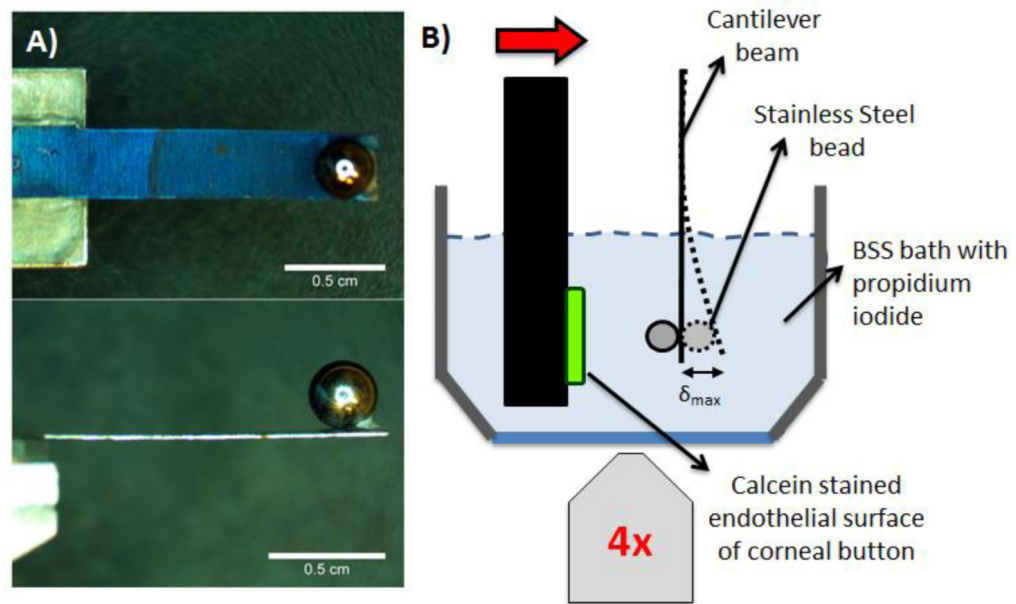 A)
0.5 cm
0.5 cm
B)
Cantilever
beam
Stainless Steel
bead
BSS bath with
propidium
iodide
δmax
Calcein stained
endothelial surface
of corneal button
4x